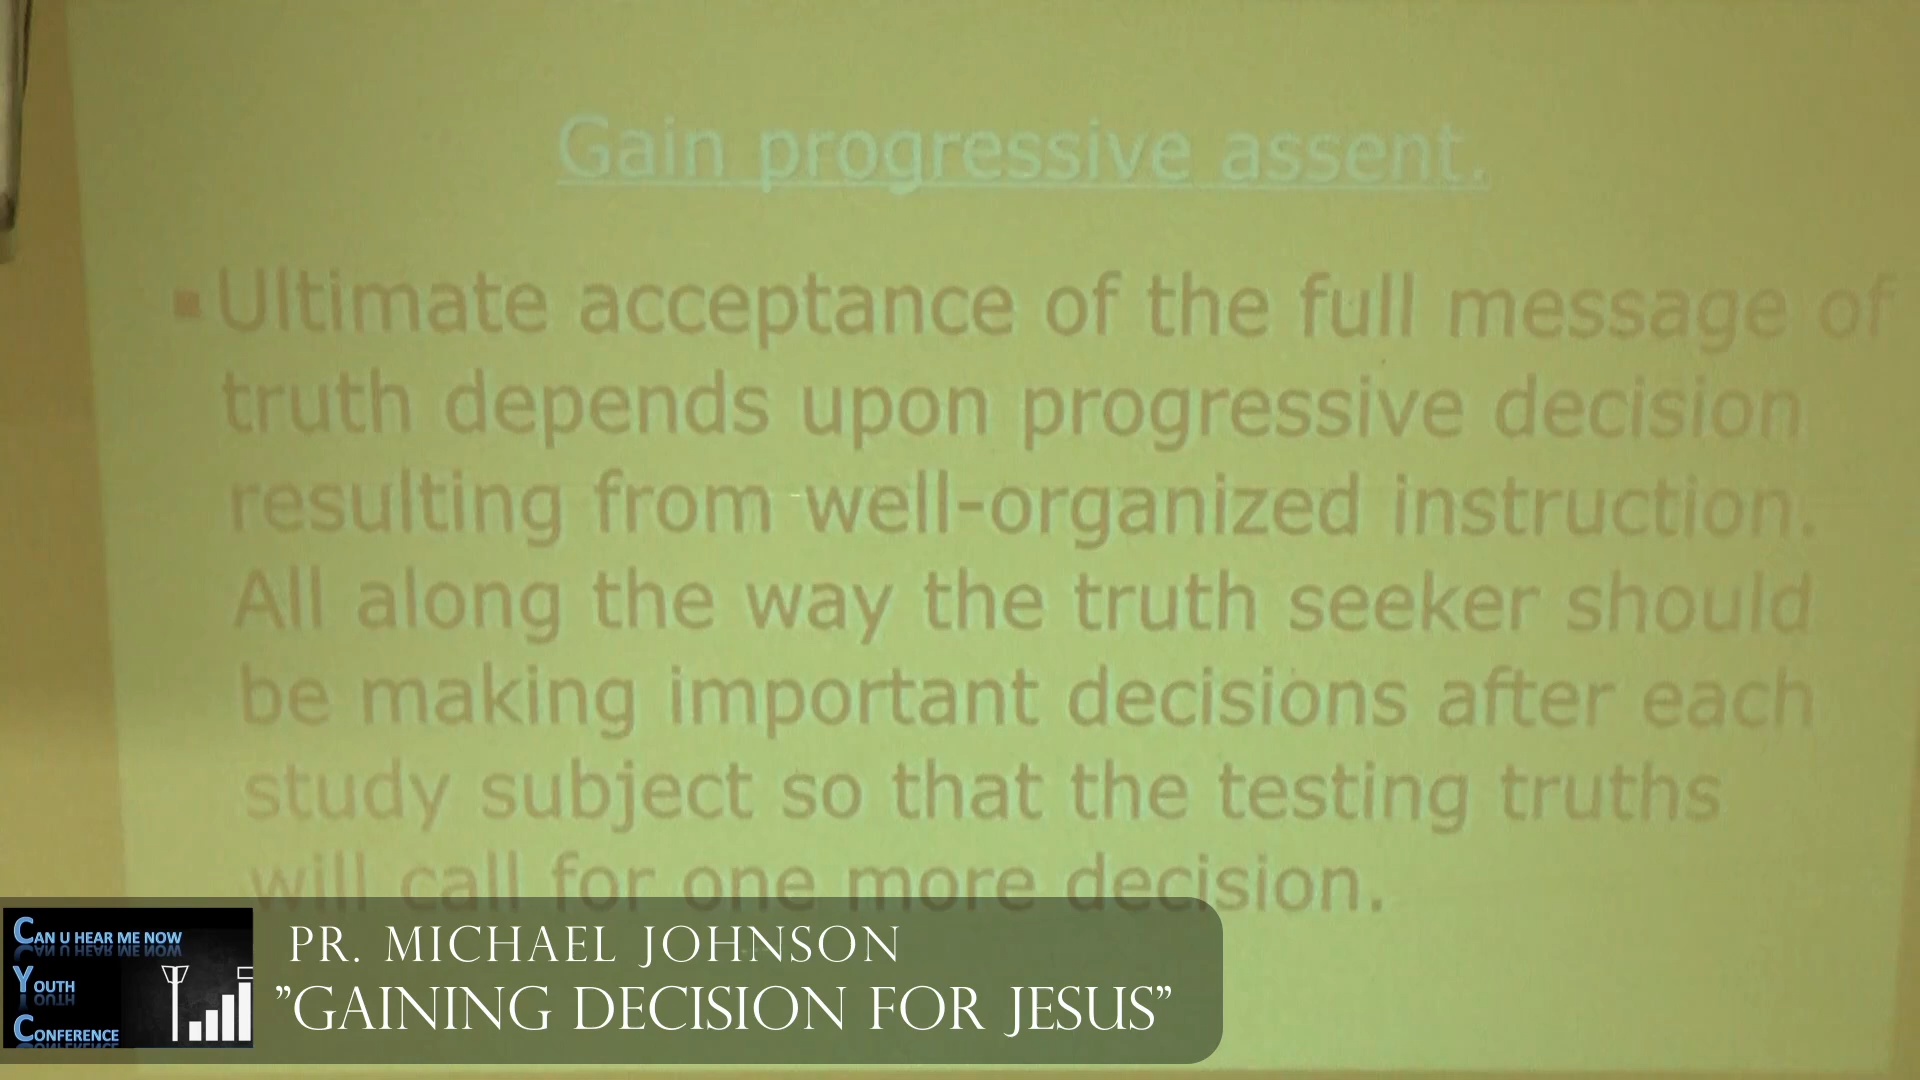 Gain progressive assent.
▪Ultimate acceptance of the full message of
truth depends upon progressive decision
resulting from well-organized instruction.
All along the way the truth seeker should
be making important decisions after each
study subject so that the testing truths
will call for one more decision.
CAN U HEAR ME NOW
YOUTH
CONFERENCE
PR. MICHAEL JOHNSON
"GAINING DECISION FOR JESUS"